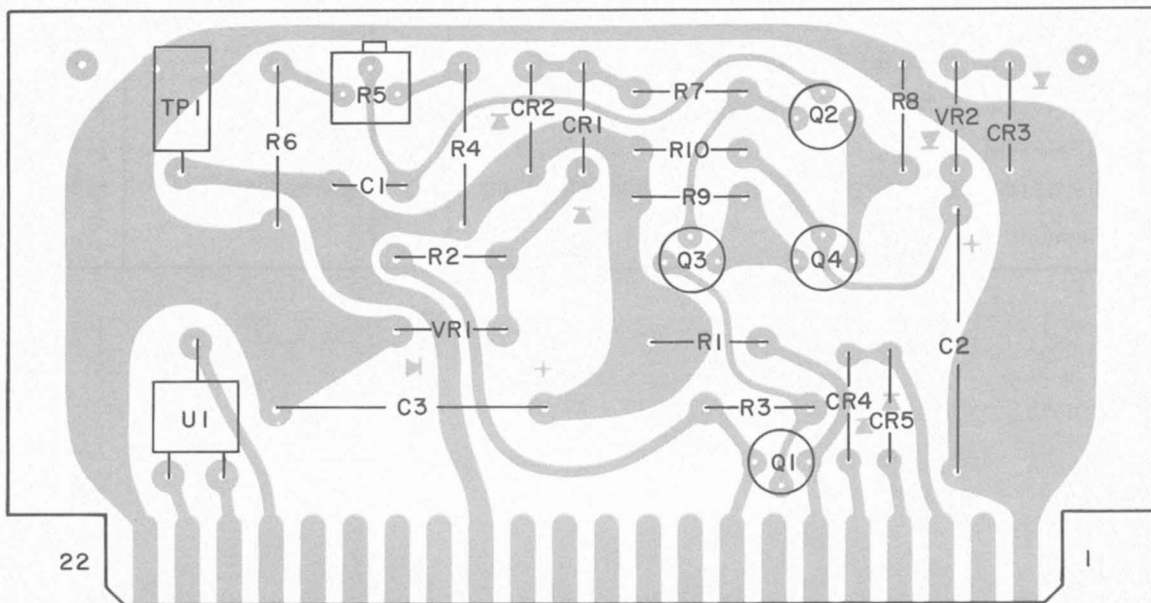 TP1
R5
R6
R4
CR2
CR1
R7
Q2
R8
VR2
CR3
C1
R10
R9
R2
Q3
Q4
+
VR1
R1
C2
+
U1
C3
R3
CR4
CR5
Q1
22
1